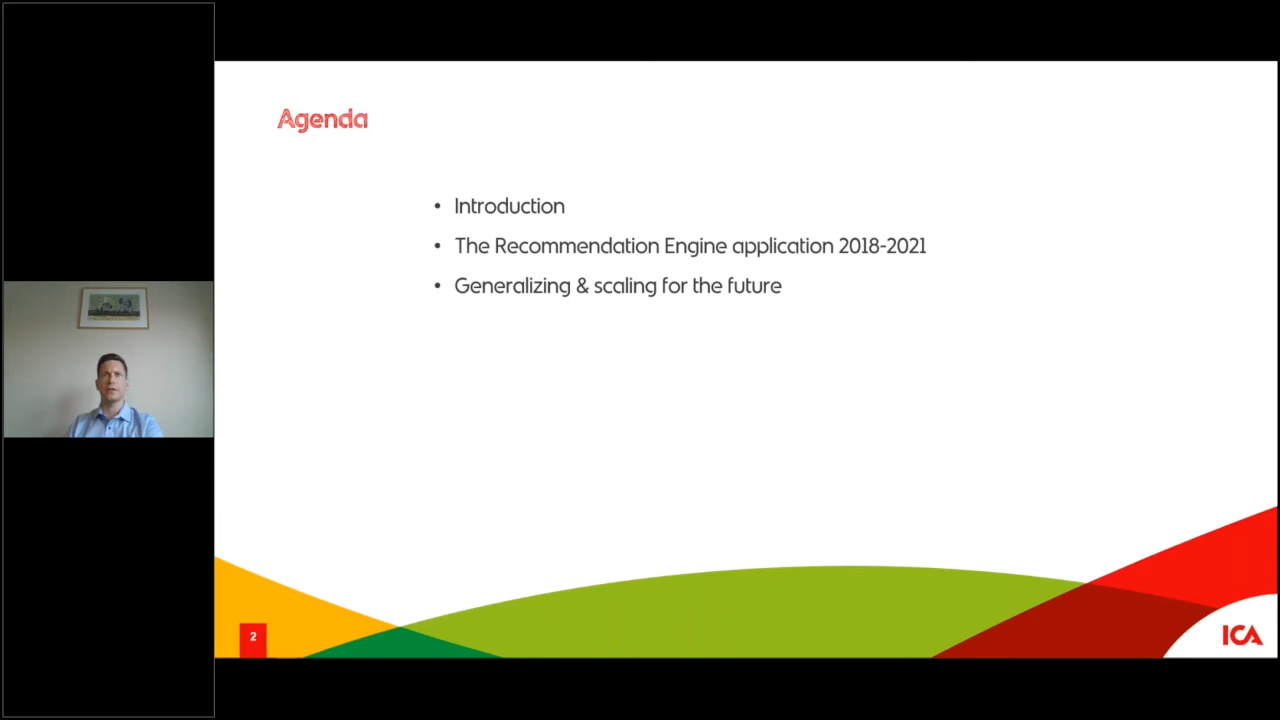 Agenda
• Introduction
• The Recommendation Engine application 2018-2021
• Generalizing & scaling for the future
2
ICA